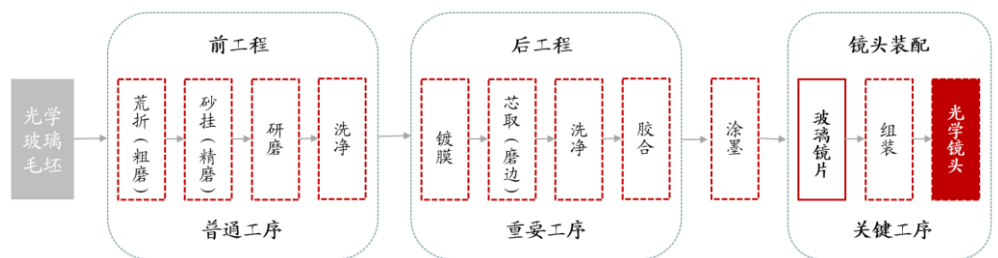 前工程
后工程
镜头装配
光学
玻璃
毛坯
荒折(粗磨)
砂挂(精磨)
研磨
洗净
镀膜
芯取(磨边)
洗净
胶合
涂墨
玻璃镜片
组装
光学镜头
普通工序
重要工序
关键工序